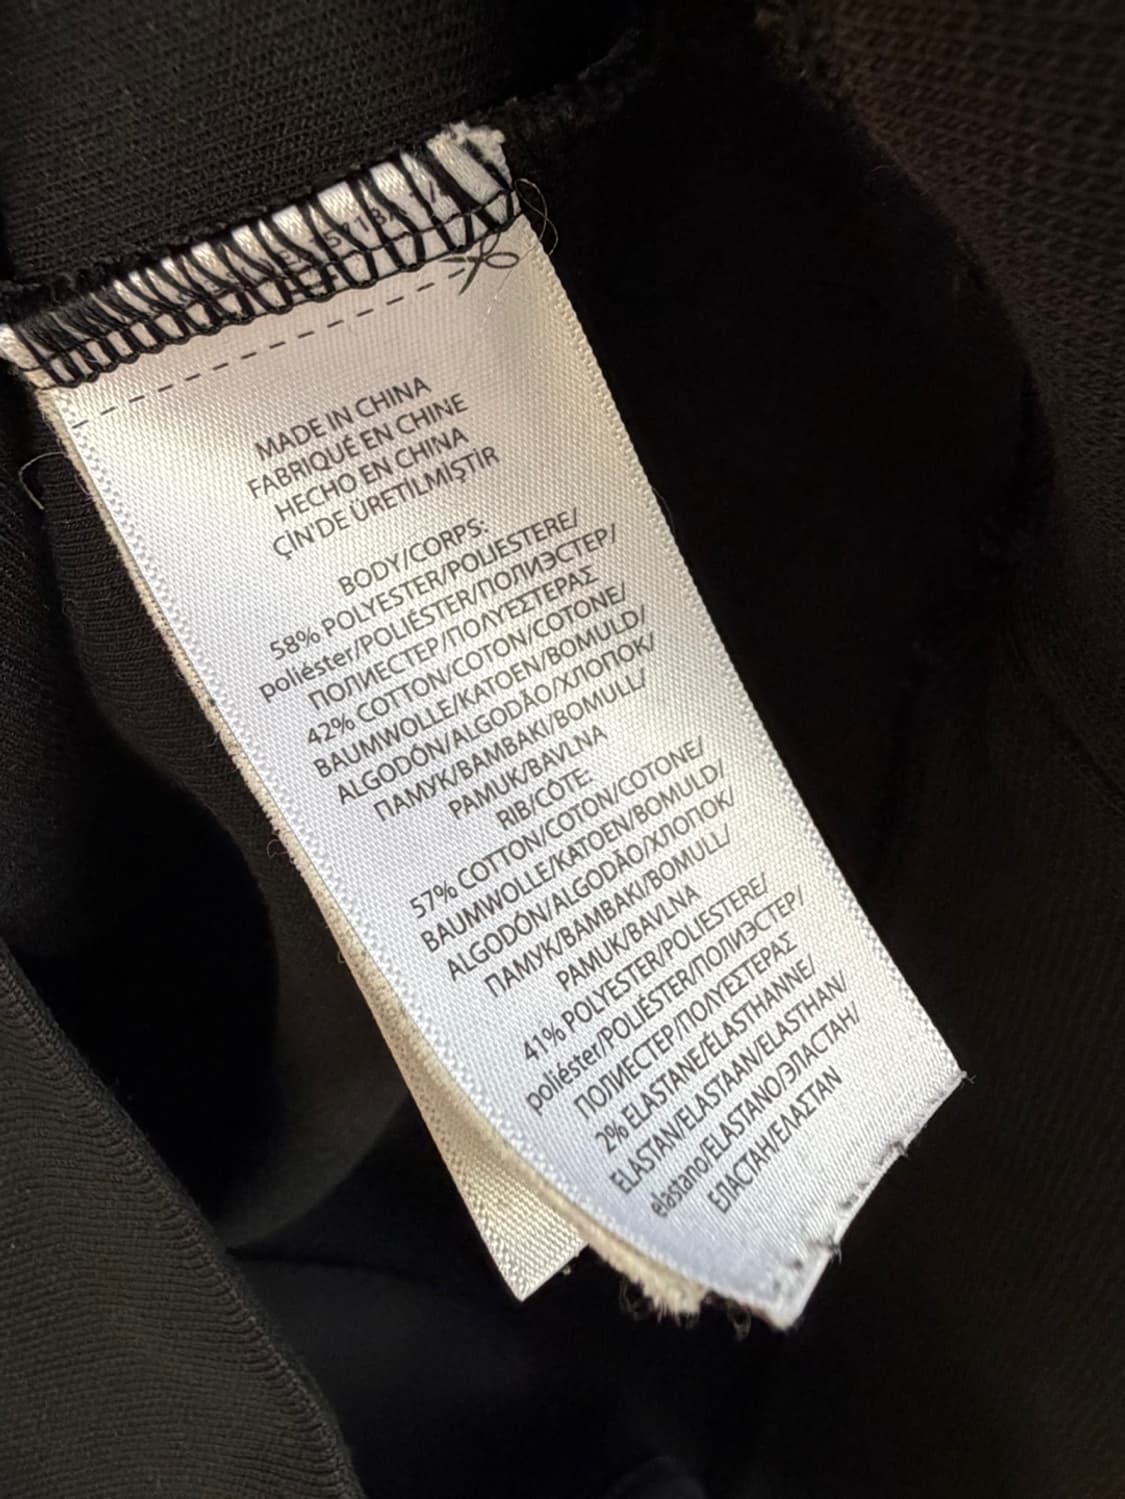 MADE IN CHINA
FABRIQUÉ EN CHINE
HECHO EN CHINA
ÇİN'DE ÜRETİLMİŞTİR
BODY/CORPS:
58% POLYESTER/POLIESTERE/
poliéster/POLIÉSTER/ПОЛИЭСТЕР/
ПОЛИЕСТЕР/ΠΟΛΥΕΣΤΕΡΑΣ
42% COTTON/COTON/COTONE/
BAUMWOLLE/KATOEN/BOMULD/
ALGODÓN/ALGODÃO/ХЛОПОК/
ПАМУК/BAMBAKI/BOMULL/
PAMUK/BAVLNA
RIB/CÔTE:
57% COTTON/COTON/COTONE/
BAUMWOLLE/KATOEN/BOMULD/
ALGODÓN/ALGODÃO/ХЛОПОК/
ПАМУК/BAMBAKI/BOMULL/
PAMUK/BAVLNA
41% POLYESTER/POLIESTERE/
poliéster/POLIÉSTER/ПОЛИЭСТЕР/
ПОЛИЕСТЕР/ΠΟΛΥΕΣΤΕΡΑΣ
2% ELASTANE/ÉLASTHANNE/
ELASTAN/ELASTAAN/ELASTHAN/
elastano/ELASTANO/ЭЛАСТАН/
ЕЛАСТАН/ΕΛΑΣΤΑΝ